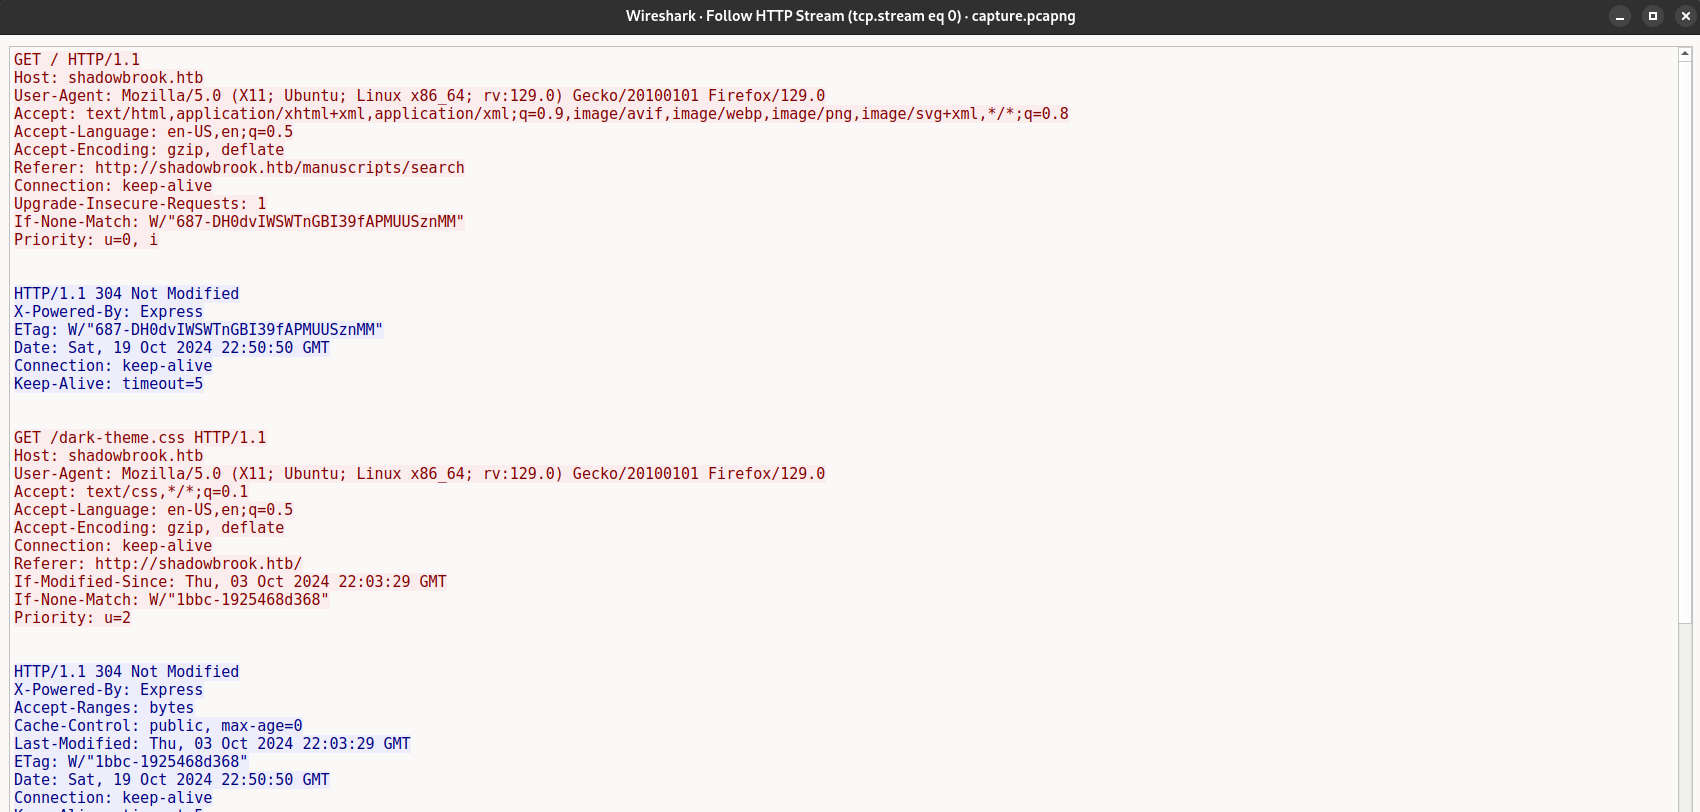 Wireshark · Follow HTTP Stream (tcp.stream eq 0) · capture.pcapng
GET / HTTP/1.1
Host: shadowbrook.htb
User-Agent: Mozilla/5.0 (X11; Ubuntu; Linux x86_64; rv:129.0) Gecko/20100101 Firefox/129.0
Accept: text/html,application/xhtml+xml,application/xml;q=0.9,image/avif,image/webp,image/png,image/svg+xml,*/*;q=0.8
Accept-Language: en-US,en;q=0.5
Accept-Encoding: gzip, deflate
Referer: http://shadowbrook.htb/manuscripts/search
Connection: keep-alive
Upgrade-Insecure-Requests: 1
If-None-Match: W/"687-DH0dvIWSWTnGBI39fAPMUUSznMM"
Priority: u=0, i
HTTP/1.1 304 Not Modified
X-Powered-By: Express
ETag: W/"687-DH0dvIWSWTnGBI39fAPMUUSznMM"
Date: Sat, 19 Oct 2024 22:50:50 GMT
Connection: keep-alive
Keep-Alive: timeout=5
GET /dark-theme.css HTTP/1.1
Host: shadowbrook.htb
User-Agent: Mozilla/5.0 (X11; Ubuntu; Linux x86_64; rv:129.0) Gecko/20100101 Firefox/129.0
Accept: text/css,*/*;q=0.1
Accept-Language: en-US,en;q=0.5
Accept-Encoding: gzip, deflate
Connection: keep-alive
Referer: http://shadowbrook.htb/
If-Modified-Since: Thu, 03 Oct 2024 22:03:29 GMT
If-None-Match: W/"1bbc-1925468d368"
Priority: u=2
HTTP/1.1 304 Not Modified
X-Powered-By: Express
Accept-Ranges: bytes
Cache-Control: public, max-age=0
Last-Modified: Thu, 03 Oct 2024 22:03:29 GMT
ETag: W/"1bbc-1925468d368"
Date: Sat, 19 Oct 2024 22:50:50 GMT
Connection: keep-alive